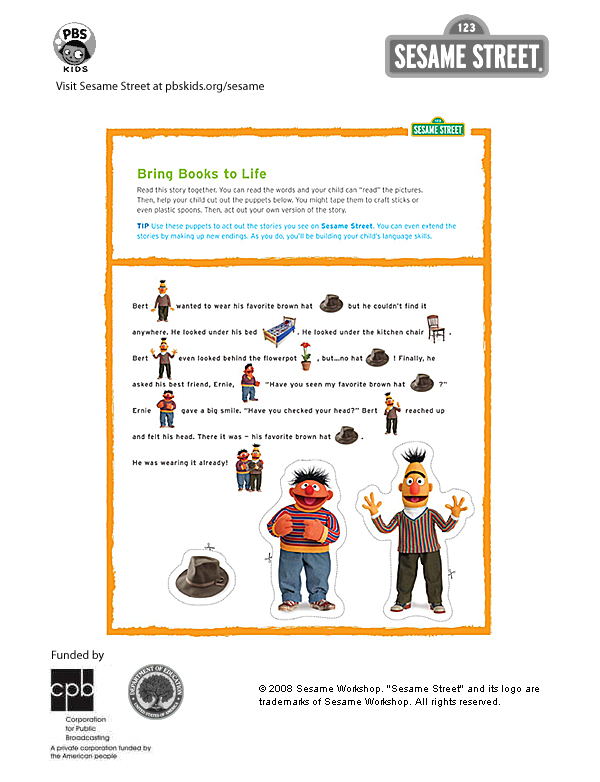 PBS
KIDS
123
SESAME STREET
Visit Sesame Street at pbskids.org/sesame
123
SESAME STREET
Bring Books to Life
Read this story together. You can read the words and your child can "read" the pictures.
Then, help your child cut out the puppets below. You might tape them to craft sticks or
even plastic spoons. Then, act out your own version of the story.
TIP Use these puppets to act out the stories you see on Sesame Street. You can even extend the
stories by making up new endings. As you do, you'll be building your child's language skills.
Bert wanted to wear his favorite brown hat but he couldn't find it
anywhere. He looked under his bed . He looked under the kitchen chair .
Bert even looked behind the flowerpot , but...no hat ! Finally, he
asked his best friend, Ernie, "Have you seen my favorite brown hat ?"
Ernie gave a big smile. "Have you checked your head?" Bert reached up
and felt his head. There it was – his favorite brown hat .
He was wearing it already!
Funded by
cpb
DEPARTMENT OF EDUCATION
UNITED STATES OF AMERICA
Corporation
for Public
Broadcasting
A private corporation funded by
the American people
© 2008 Sesame Workshop. "Sesame Street" and its logo are
trademarks of Sesame Workshop. All rights reserved.